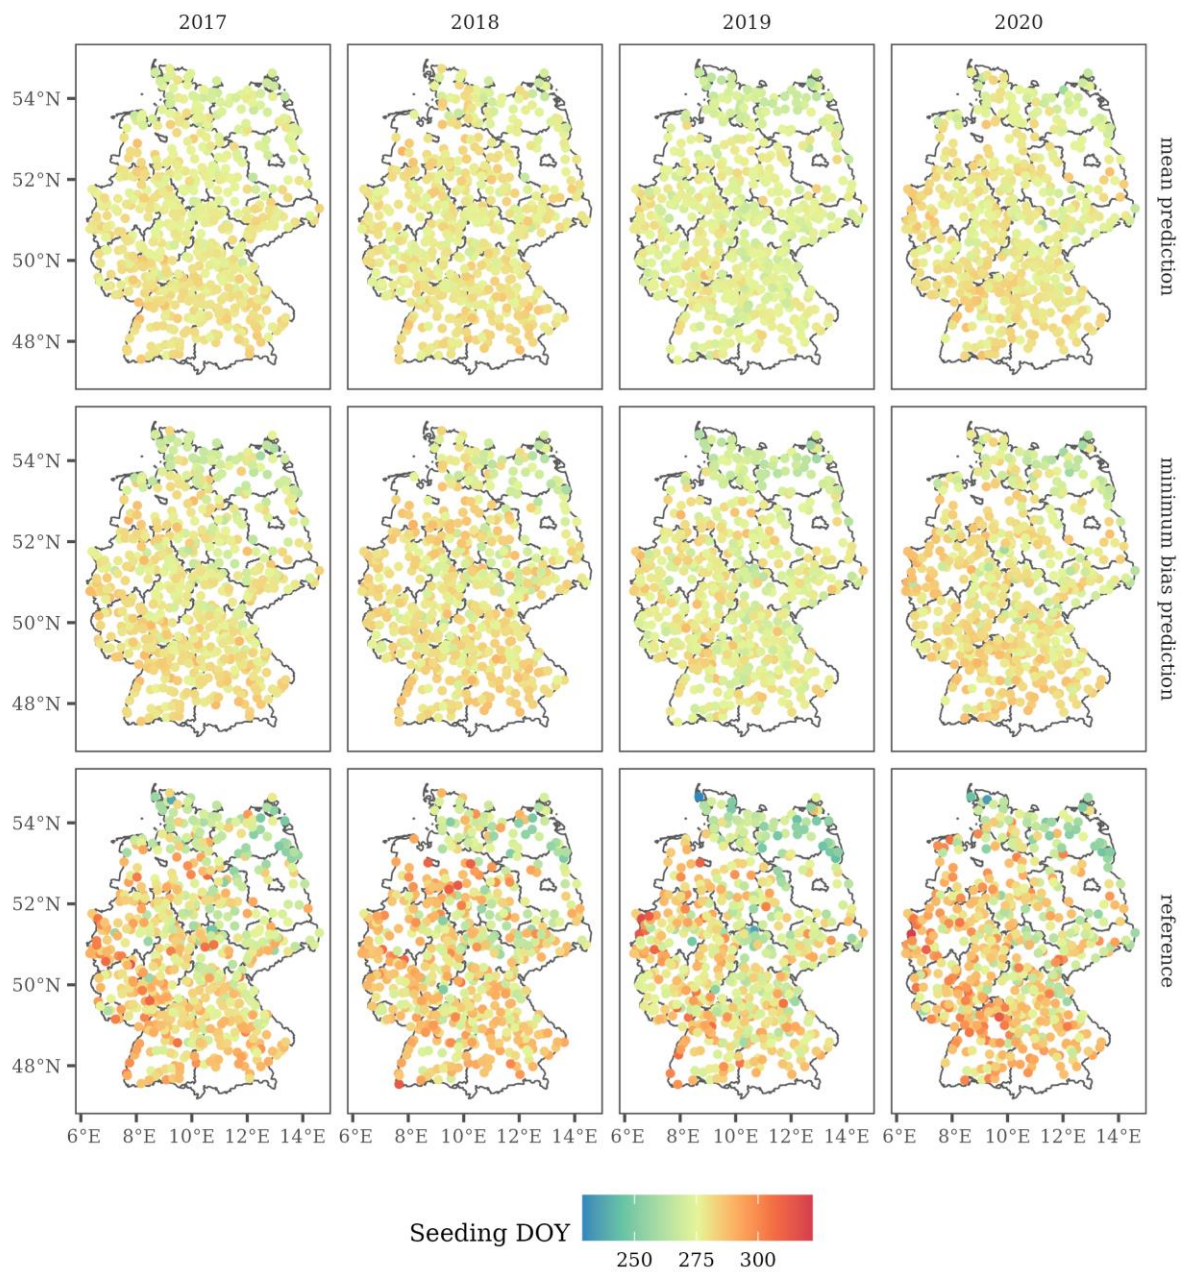 2017 2018 2019 2020
54°N
52°N
50°N
48°N
mean prediction
54°N
52°N
50°N
48°N
minimum bias prediction
54°N
52°N
50°N
48°N
reference
6°E 8°E 10°E 12°E 14°E 6°E 8°E 10°E 12°E 14°E 6°E 8°E 10°E 12°E 14°E 6°E 8°E 10°E 12°E 14°E
Seeding DOY
250 275 300